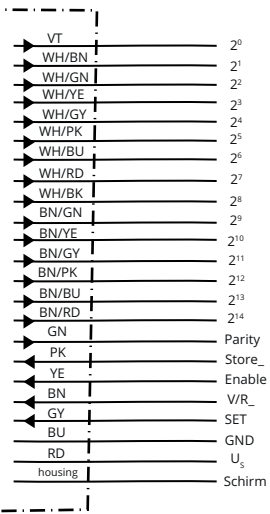 VT 2⁰
WH/BN 2¹
WH/GN 2²
WH/YE 2³
WH/GY 2⁴
WH/PK 2⁵
WH/BU 2⁶
WH/RD 2⁷
WH/BK 2⁸
BN/GN 2⁹
BN/YE 2¹⁰
BN/GY 2¹¹
BN/PK 2¹²
BN/BU 2¹³
BN/RD 2¹⁴
GN Parity
PK Store_
YE Enable
BN V/R_
GY SET
BU GND
RD Uₛ
housing Schirm